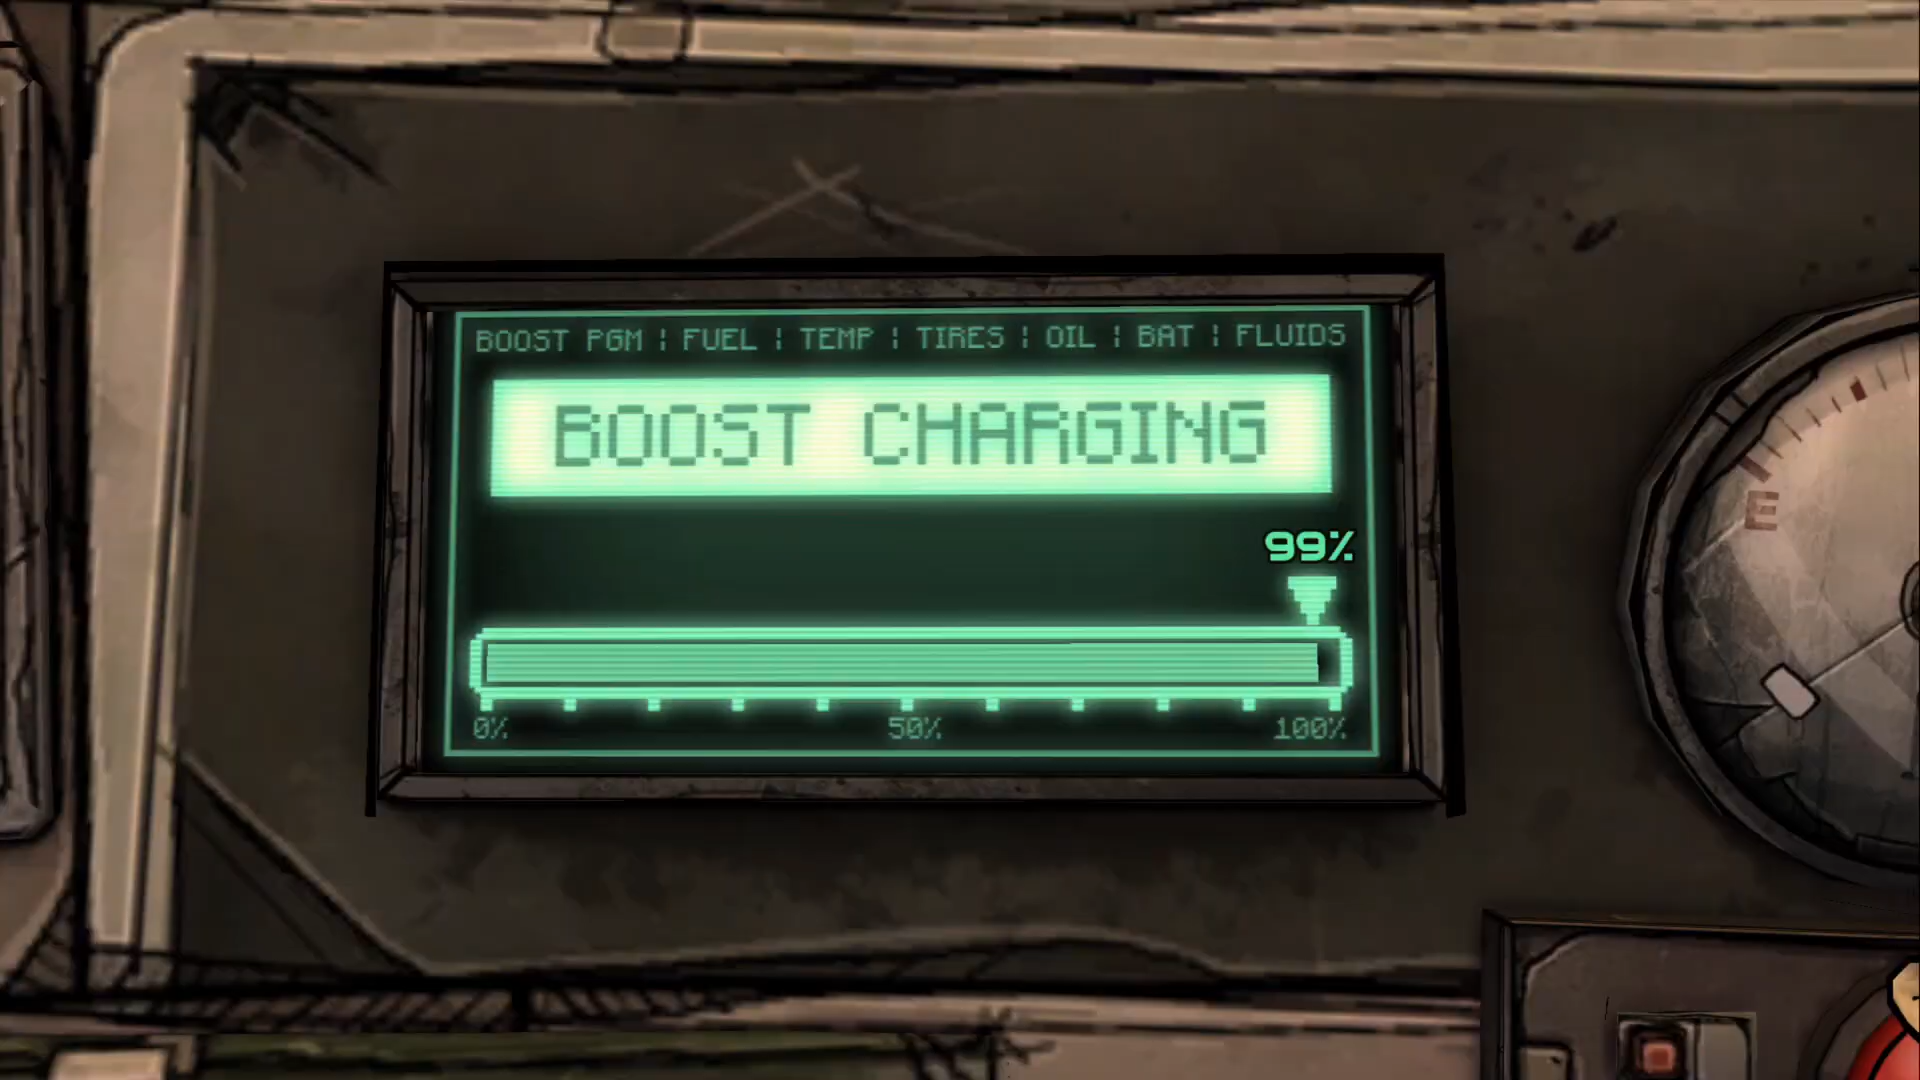 BOOST PGM ¦ FUEL ¦ TEMP ¦ TIRES ¦ OIL ¦ BAT ¦ FLUIDS
BOOST CHARGING
99%
0% 50% 100%
E